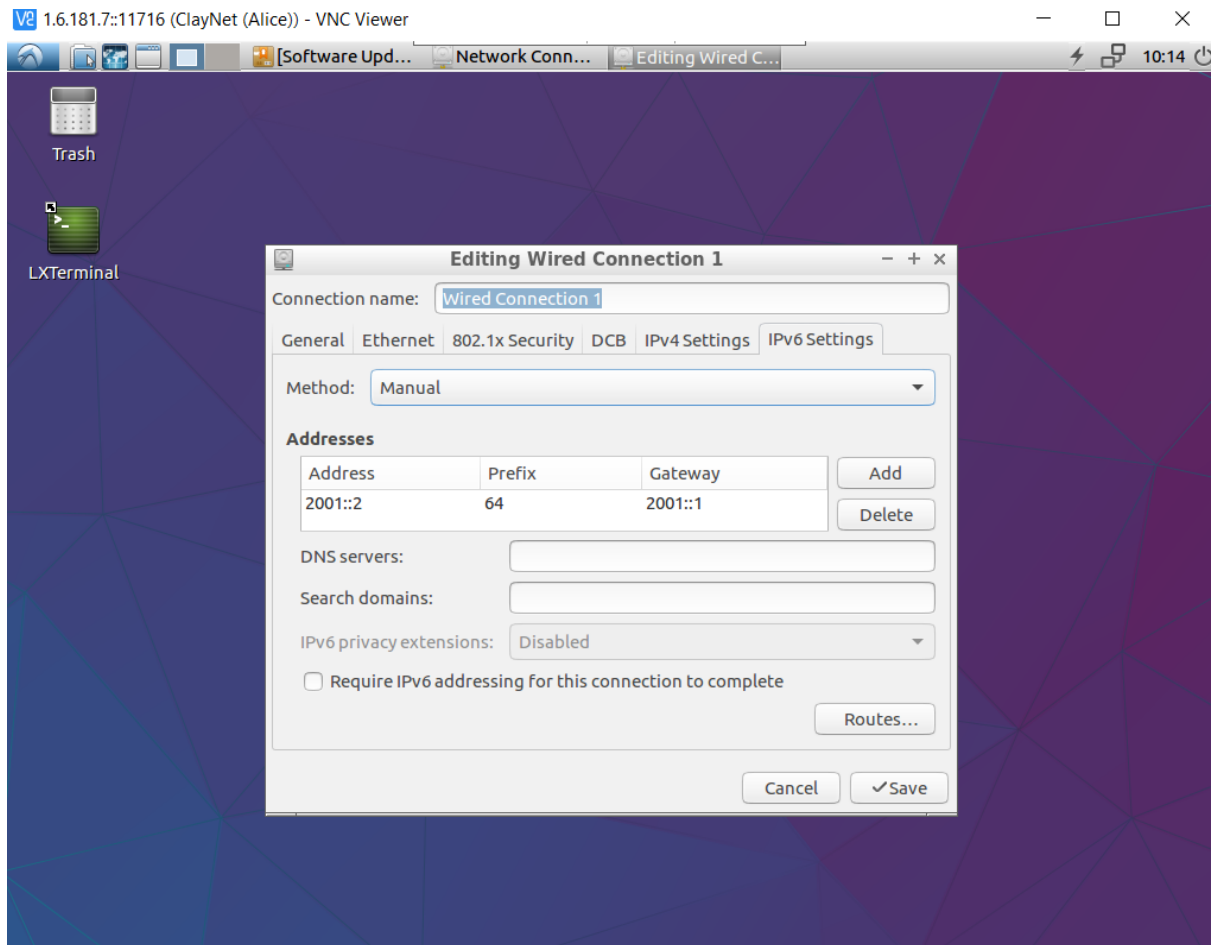 1.6.181.7::11716 (ClayNet (Alice)) - VNC Viewer
[Software Upd... Network Conn... Editing Wired C... 10:14
Trash
LXTerminal
Editing Wired Connection 1
Connection name: Wired Connection 1
General Ethernet 802.1x Security DCB IPv4 Settings IPv6 Settings
Method: Manual
Addresses
Address Prefix Gateway Add
2001::2 64 2001::1
Delete
DNS servers:
Search domains:
IPv6 privacy extensions: Disabled
Require IPv6 addressing for this connection to complete
Routes...
Cancel Save